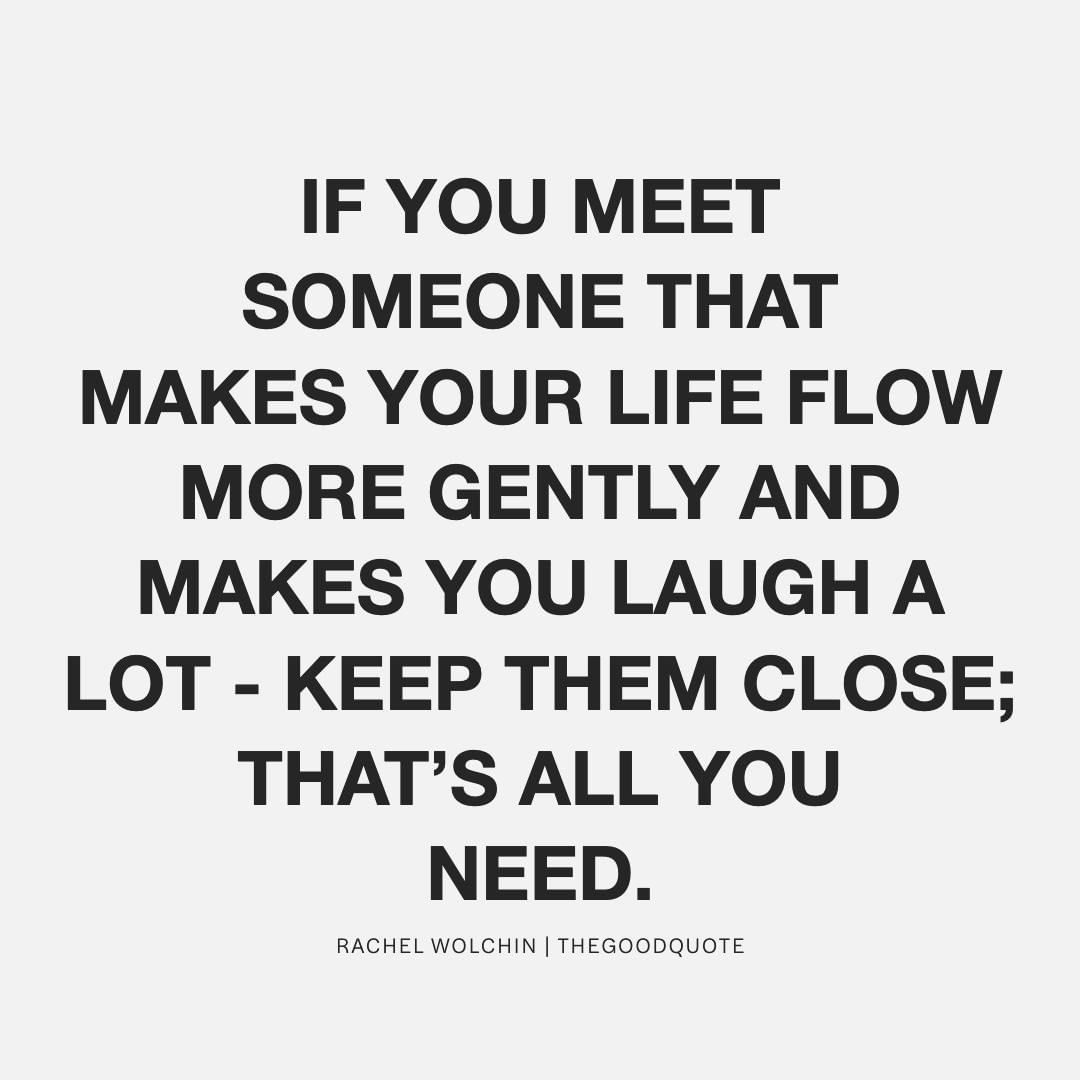 IF YOU MEET
SOMEONE THAT
MAKES YOUR LIFE FLOW
MORE GENTLY AND
MAKES YOU LAUGH A
LOT - KEEP THEM CLOSE;
THAT’S ALL YOU
NEED.
RACHEL WOLCHIN | THEGOODQUOTE